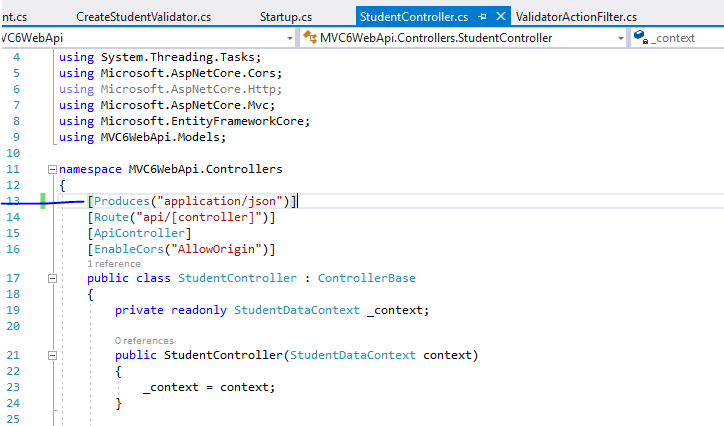 nt.cs CreateStudentValidator.cs Startup.cs StudentController.cs ValidatorActionFilter.cs
VC6WebApi MVC6WebApi.Controllers.StudentController _context
4 using System.Threading.Tasks;
5 using Microsoft.AspNetCore.Cors;
6 using Microsoft.AspNetCore.Http;
7 using Microsoft.AspNetCore.Mvc;
8 using Microsoft.EntityFrameworkCore;
9 using MVC6WebApi.Models;
10
11 namespace MVC6WebApi.Controllers
12 {
13 [Produces("application/json")]
14 [Route("api/[controller]")]
15 [ApiController]
16 [EnableCors("AllowOrigin")]
1 reference
17 public class StudentController : ControllerBase
18 {
19 private readonly StudentDataContext _context;
20
0 references
21 public StudentController(StudentDataContext context)
22 {
23 _context = context;
24 }
25